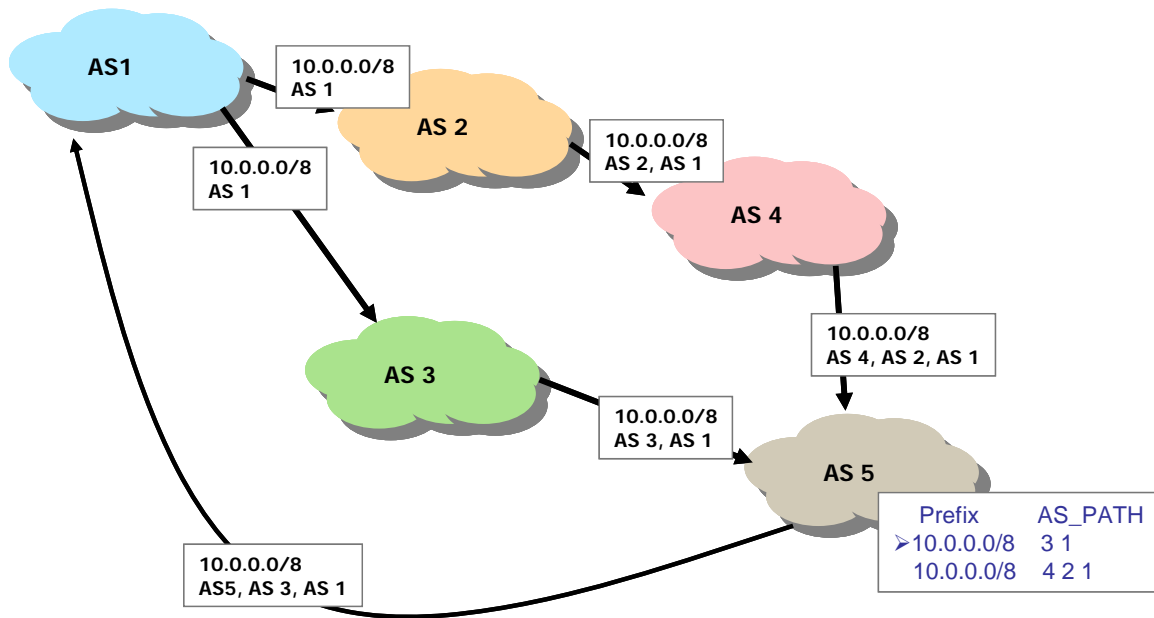 AS1
10.0.0.0/8
AS 1
AS 2
10.0.0.0/8
AS 2, AS 1
10.0.0.0/8
AS 1
AS 4
10.0.0.0/8
AS 4, AS 2, AS 1
AS 3
10.0.0.0/8
AS 3, AS 1
AS 5
Prefix AS_PATH
➢10.0.0.0/8 3 1
10.0.0.0/8 4 2 1
10.0.0.0/8
AS5, AS 3, AS 1